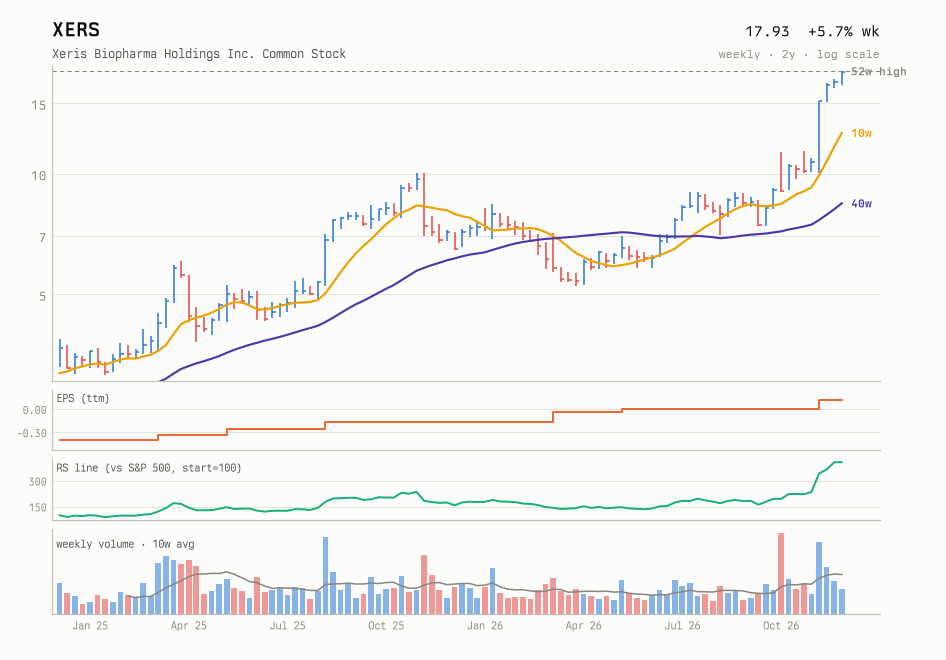 XERS
17.93 +5.7% wk
Xeris Biopharma Holdings Inc. Common Stock
weekly · 2y · log scale
52w high
15
10w
10
40w
7
5
EPS (ttm)
0.00
-0.30
RS line (vs S&P 500, start=100)
300
150
weekly volume · 10w avg
Jan 25 Apr 25 Jul 25 Oct 25 Jan 26 Apr 26 Jul 26 Oct 26